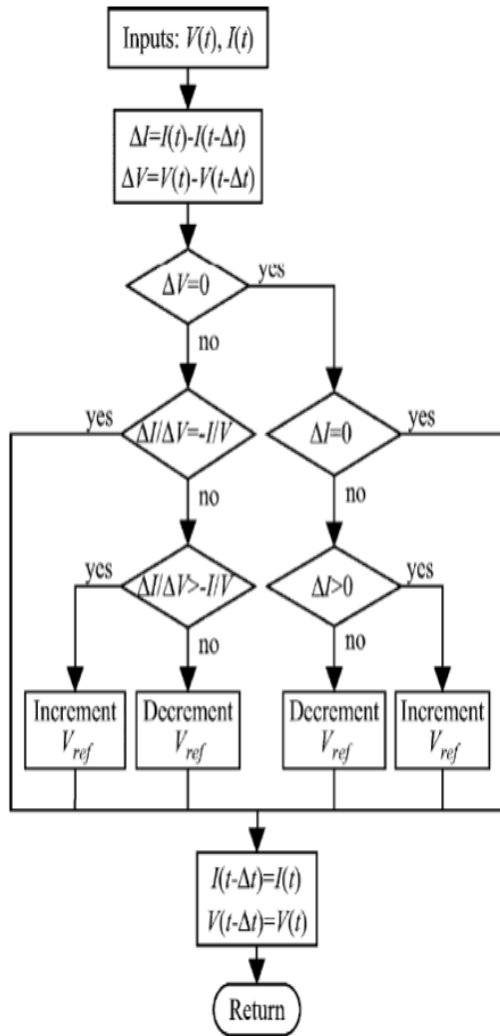 Inputs: V(t), I(t)
ΔI=I(t)-I(t-Δt)
ΔV=V(t)-V(t-Δt)
ΔV=0
yes
no
yes
ΔI/ΔV=-I/V
ΔI=0
yes
no
no
yes
ΔI/ΔV>-I/V
ΔI>0
yes
no
no
Increment
V_ref
Decrement
V_ref
Decrement
V_ref
Increment
V_ref
I(t-Δt)=I(t)
V(t-Δt)=V(t)
Return